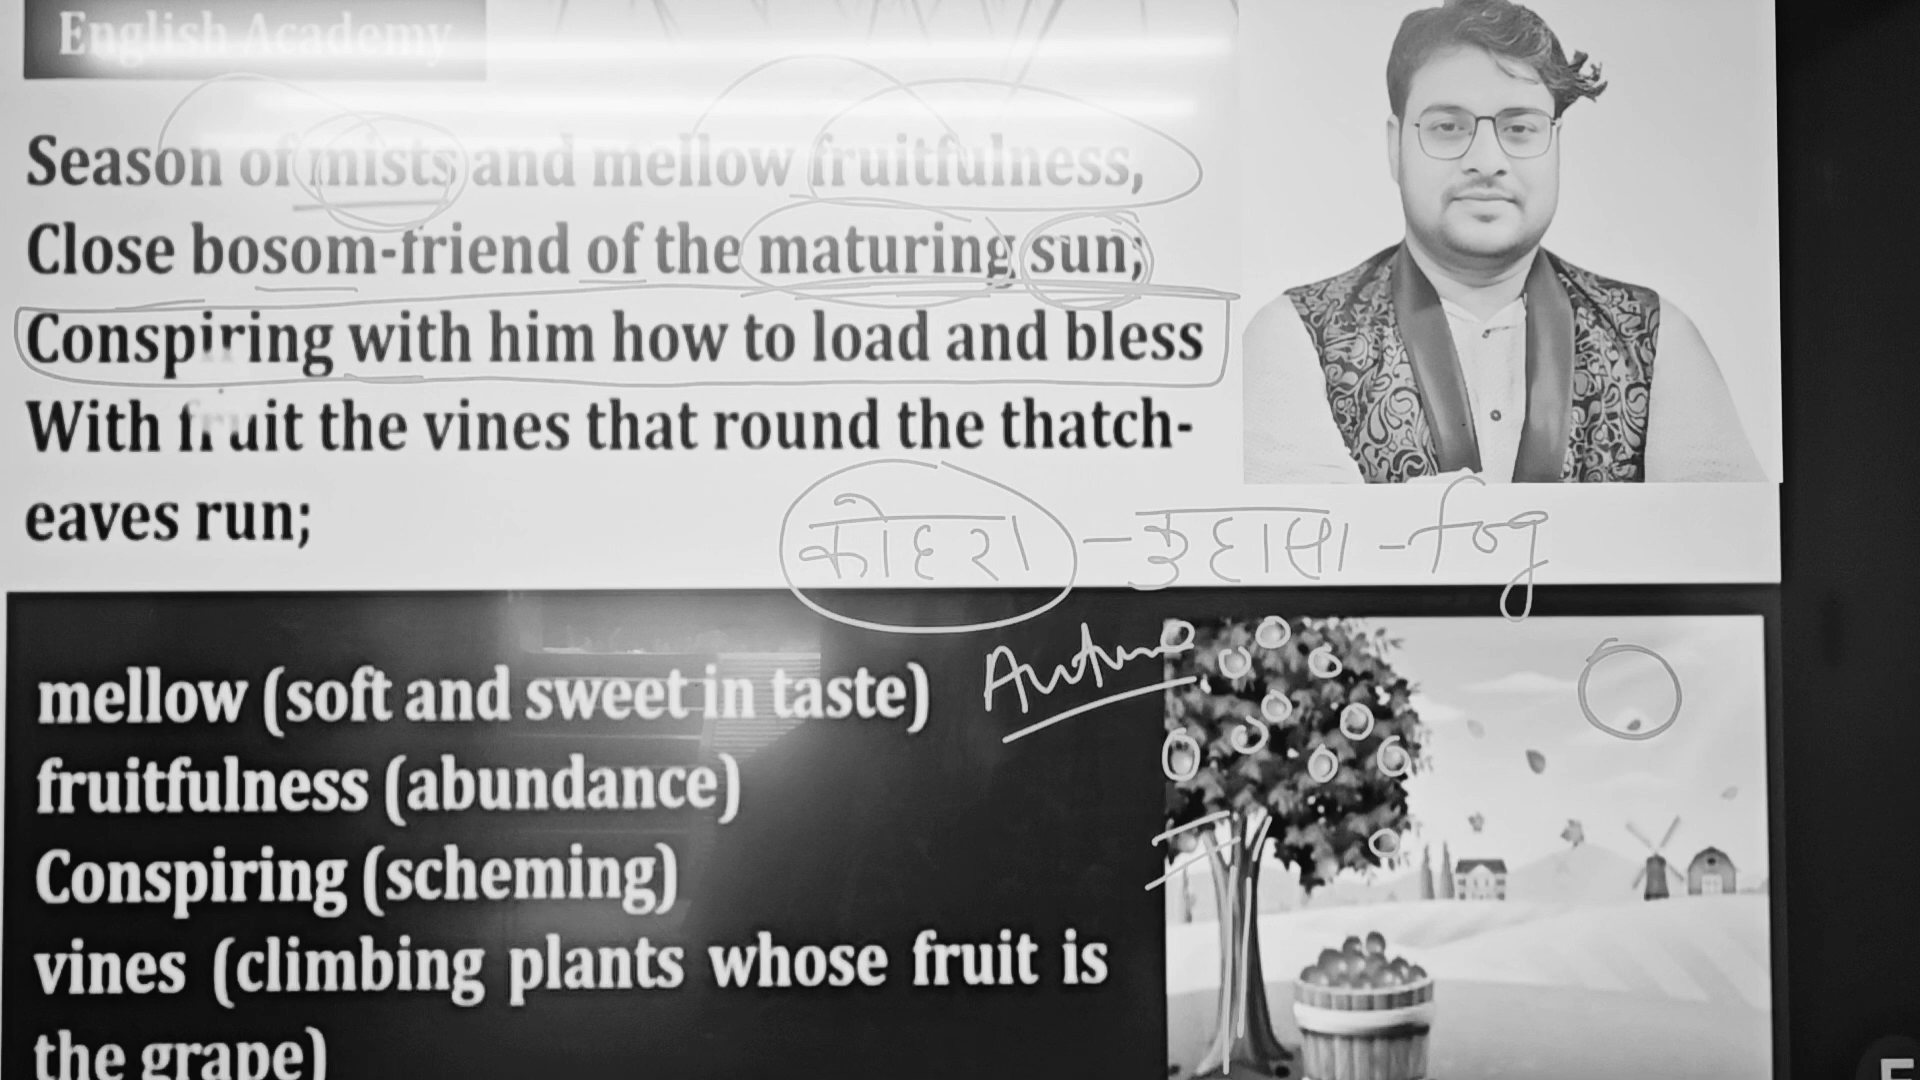 English Academy
Season of mists and mellow fruitfulness,
Close bosom-friend of the maturing sun;
Conspiring with him how to load and bless
With fruit the vines that round the thatch-
eaves run;
कोहरा - कुहासा - fog
mellow (soft and sweet in taste)
fruitfulness (abundance)
Conspiring (scheming)
vines (climbing plants whose fruit is
the grape)